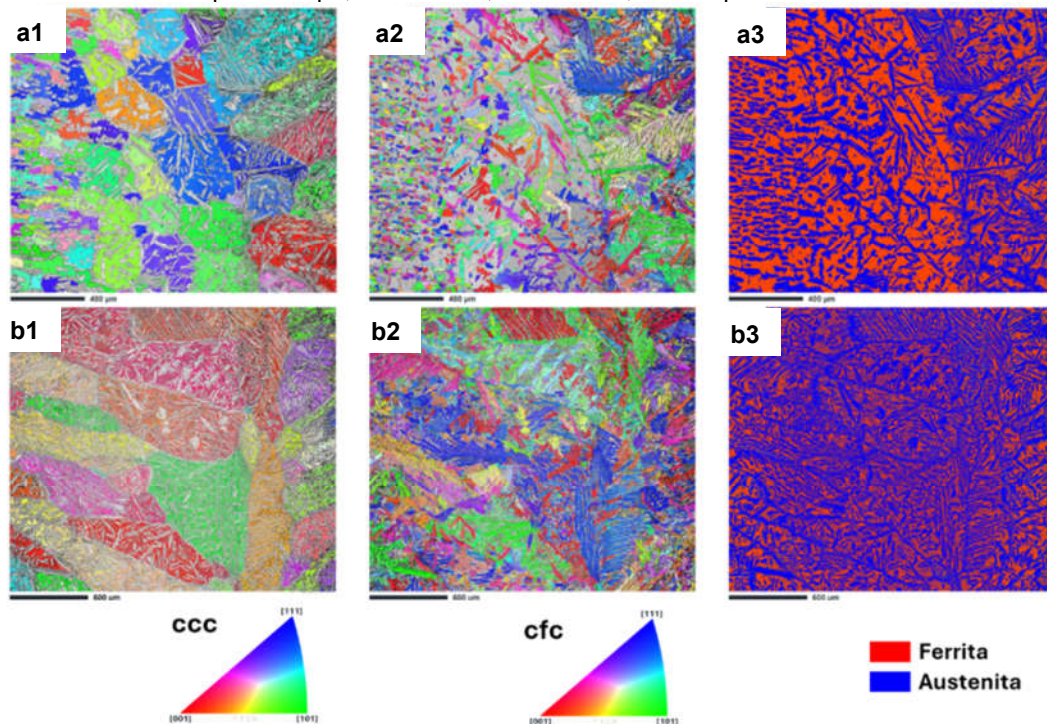 a1
a2
a3
400 µm
400 µm
400 µm
b1
b2
b3
600 µm
600 µm
600 µm
ccc
[111]
[001]
[101]
cfc
[111]
[001]
[101]
Ferrita
Austenita